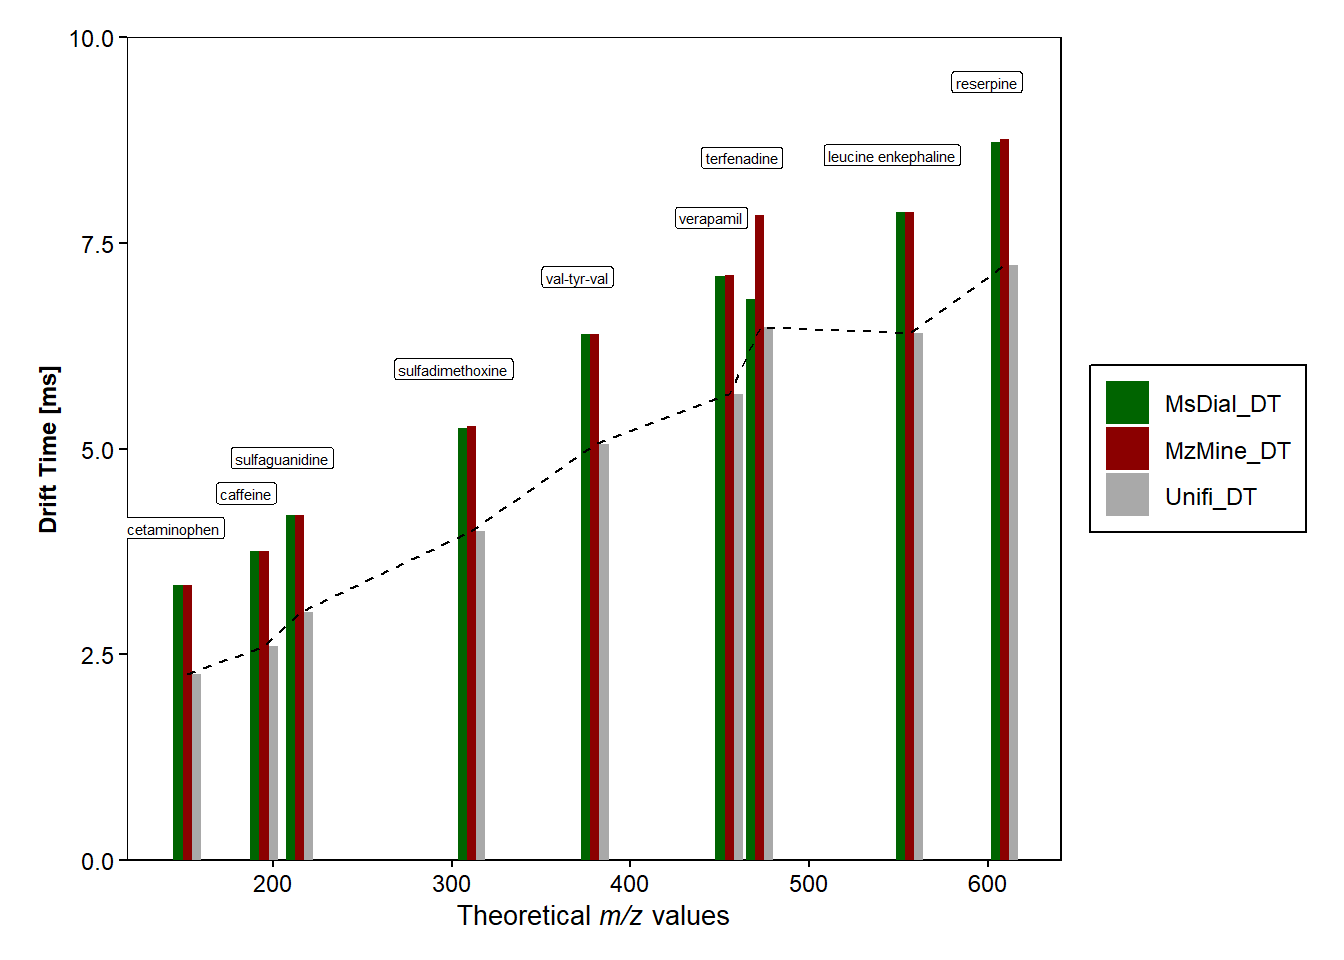 10.0
reserpine
terfenadine
leucine enkephaline
verapamil
7.5
val-tyr-val
sulfadimethoxine
Drift Time [ms]
5.0
sulfaguanidine
caffeine
cetaminophen
2.5
0.0
200 300 400 500 600
Theoretical m/z values
MsDial_DT
MzMine_DT
Unifi_DT